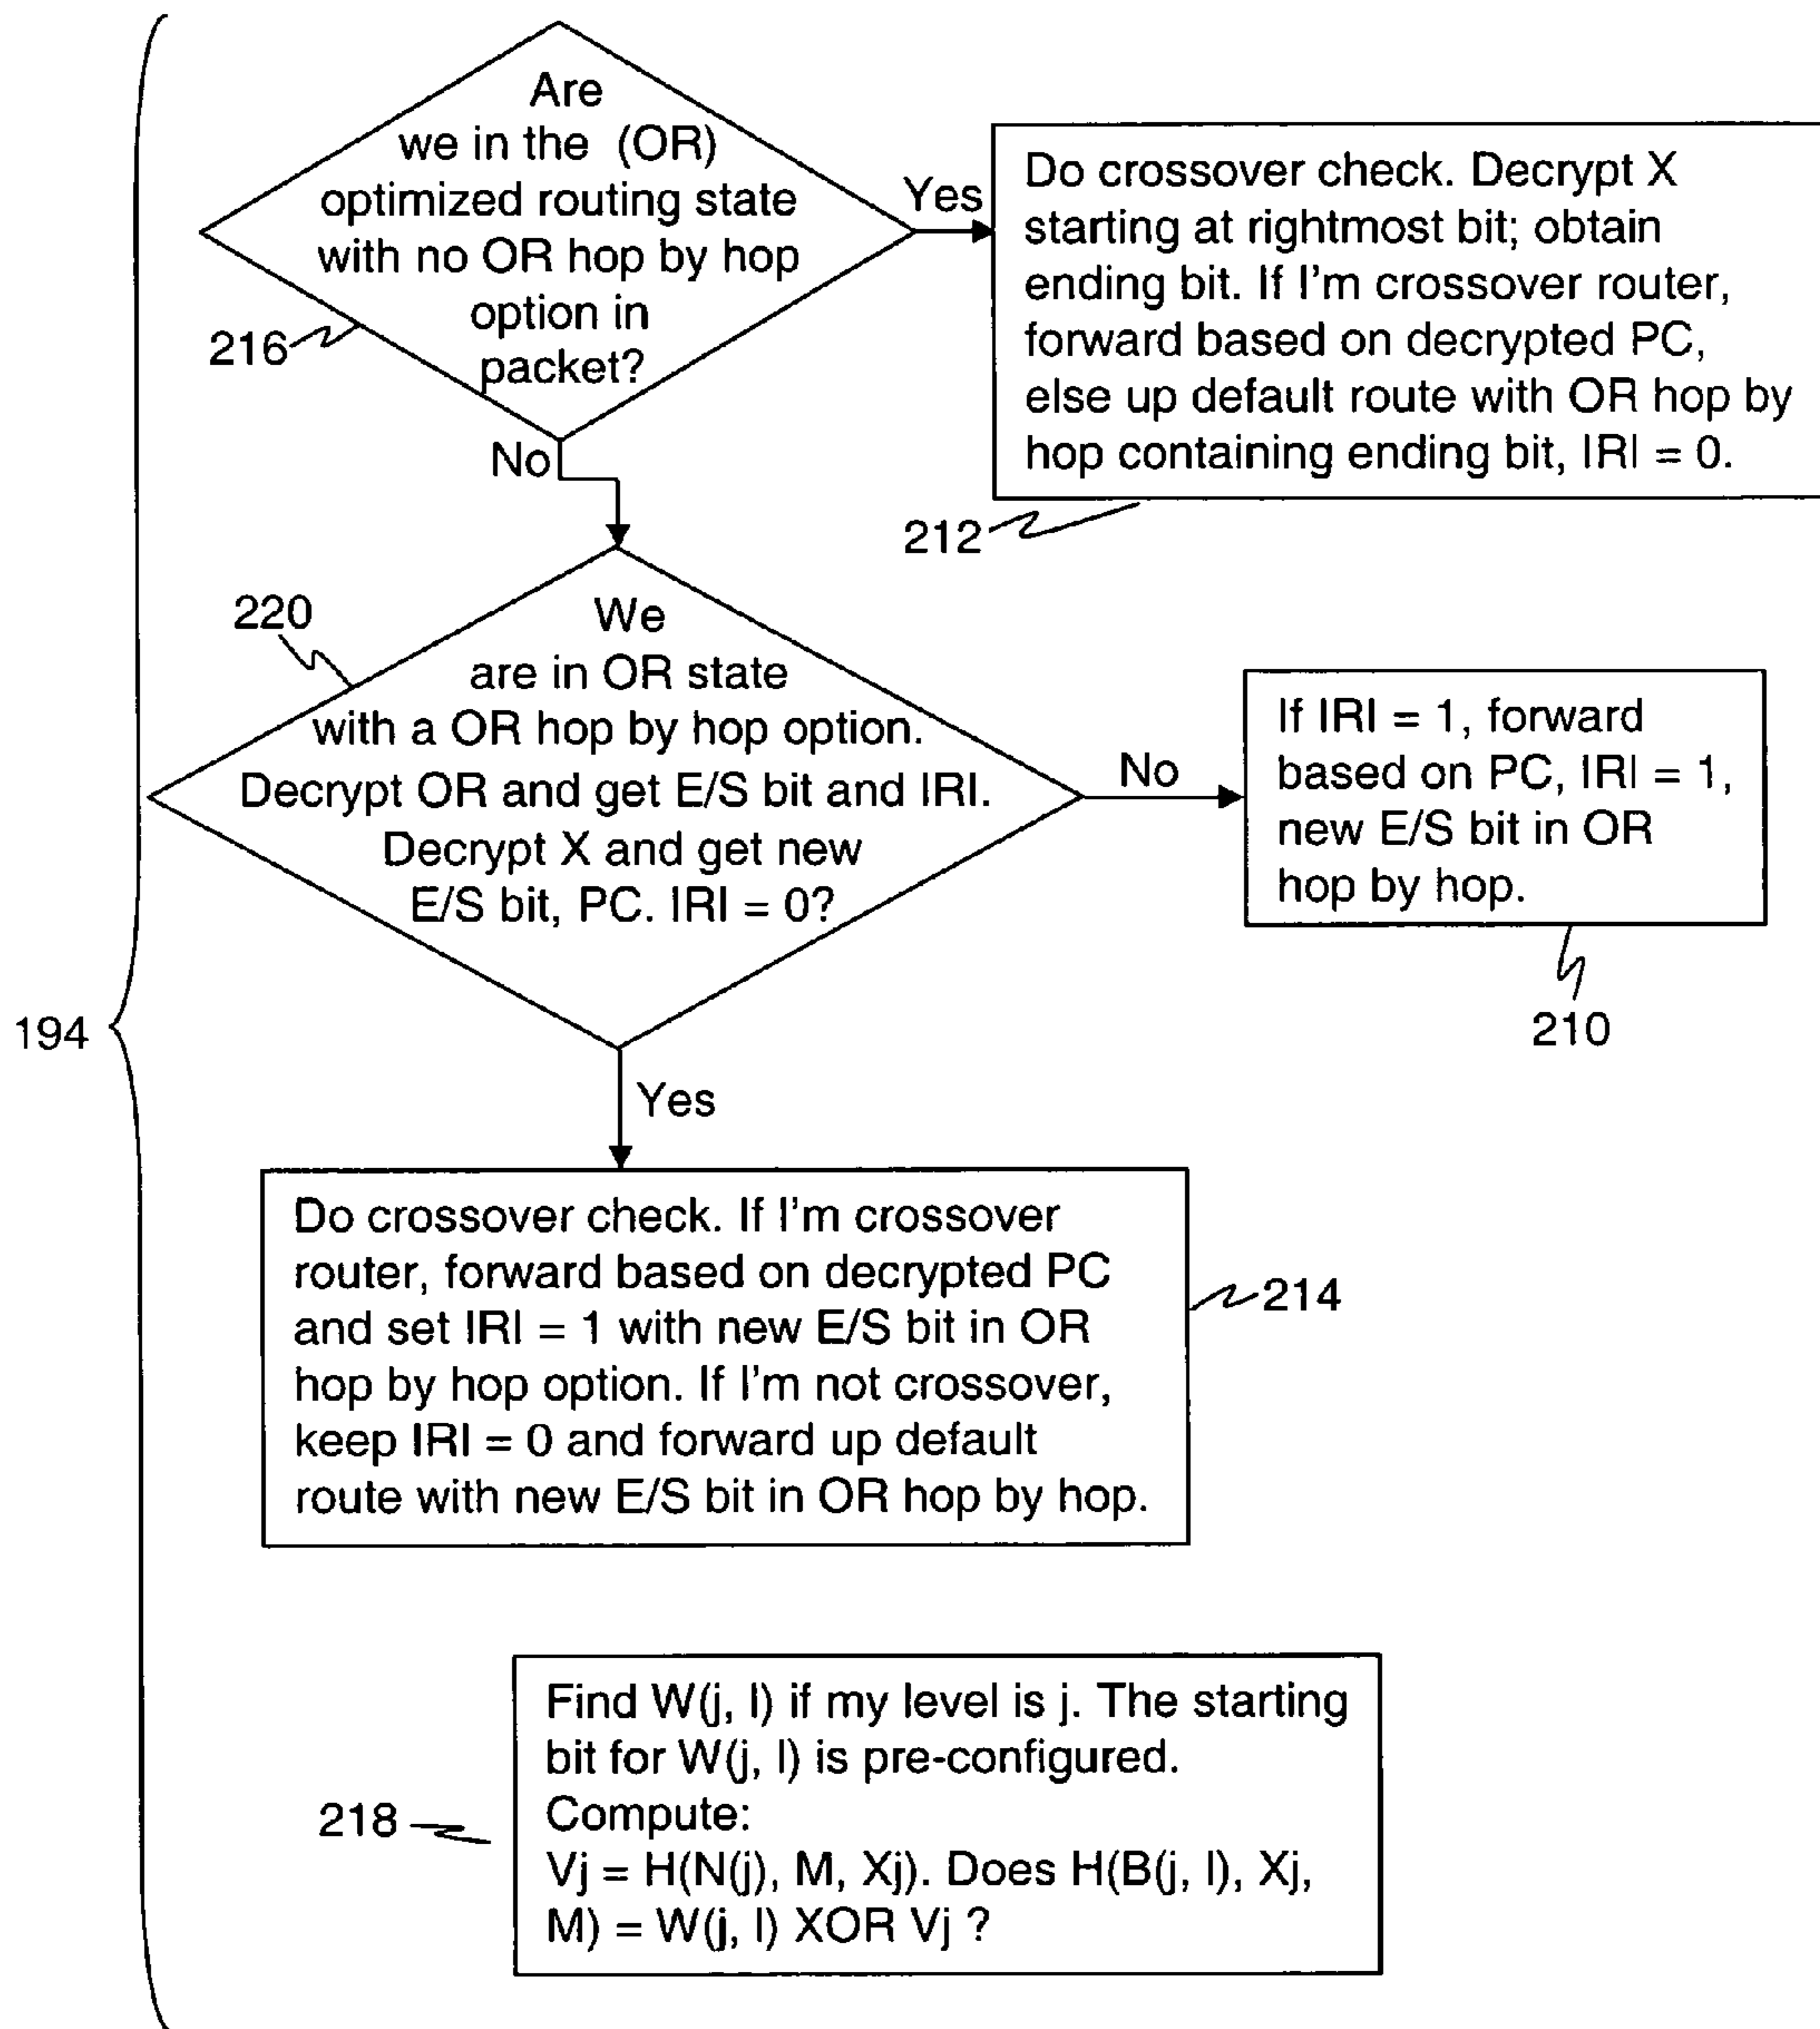 Are
we in the (OR)
optimized routing state
with no OR hop by hop
option in
packet?
216
Yes
Do crossover check. Decrypt X
starting at rightmost bit; obtain
ending bit. If I'm crossover router,
forward based on decrypted PC,
else up default route with OR hop by
hop containing ending bit, IRI = 0.
212
No
220
We
are in OR state
with a OR hop by hop option.
Decrypt OR and get E/S bit and IRI.
Decrypt X and get new
E/S bit, PC. IRI = 0?
No
If IRI = 1, forward
based on PC, IRI = 1,
new E/S bit in OR
hop by hop.
210
194
Yes
Do crossover check. If I'm crossover
router, forward based on decrypted PC
and set IRI = 1 with new E/S bit in OR
hop by hop option. If I'm not crossover,
keep IRI = 0 and forward up default
route with new E/S bit in OR hop by hop.
214
Find W(j, l) if my level is j. The starting
bit for W(j, l) is pre-configured.
Compute:
Vj = H(N(j), M, Xj). Does H(B(j, l), Xj,
M) = W(j, l) XOR Vj ?
218